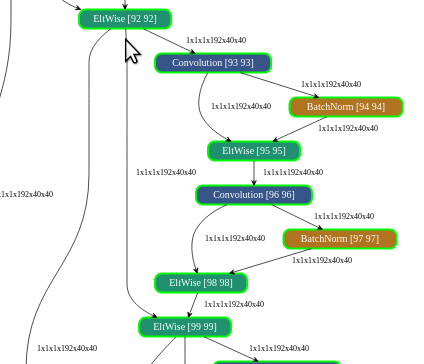 EltWise [92 92]
1x1x1x192x40x40
Convolution [93 93]
1x1x1x192x40x40
BatchNorm [94 94]
1x1x1x192x40x40
1x1x1x192x40x40
EltWise [95 95]
1x1x1x192x40x40
1x1x1x192x40x40
1x1x192x40x40
Convolution [96 96]
1x1x1x192x40x40
BatchNorm [97 97]
1x1x1x192x40x40
1x1x1x192x40x40
EltWise [98 98]
1x1x1x192x40x40
EltWise [99 99]
1x1x1x192x40x40
1x1x1x192x40x40